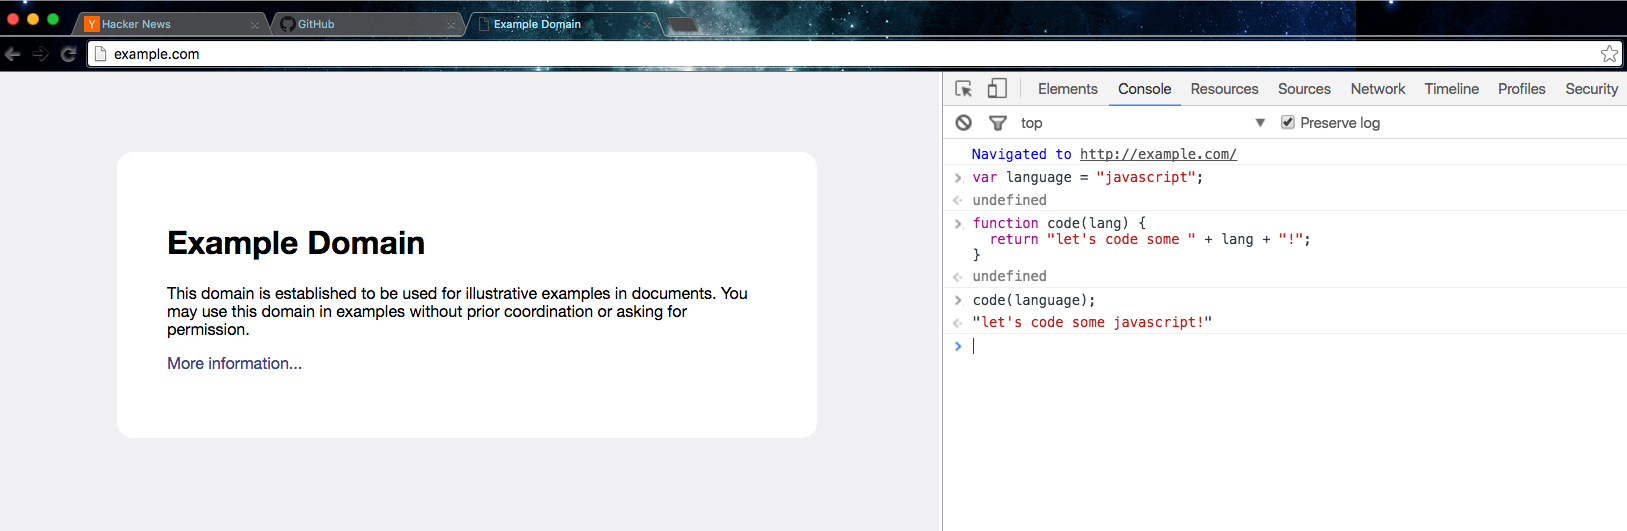 Hacker News
GitHub
Example Domain
example.com
Example Domain
This domain is established to be used for illustrative examples in documents. You
may use this domain in examples without prior coordination or asking for
permission.
More information...
Elements Console Resources Sources Network Timeline Profiles Security
top Preserve log
Navigated to http://example.com/
var language = "javascript";
undefined
function code(lang) {
  return "let's code some " + lang + "!";
}
undefined
code(language);
"let's code some javascript!"